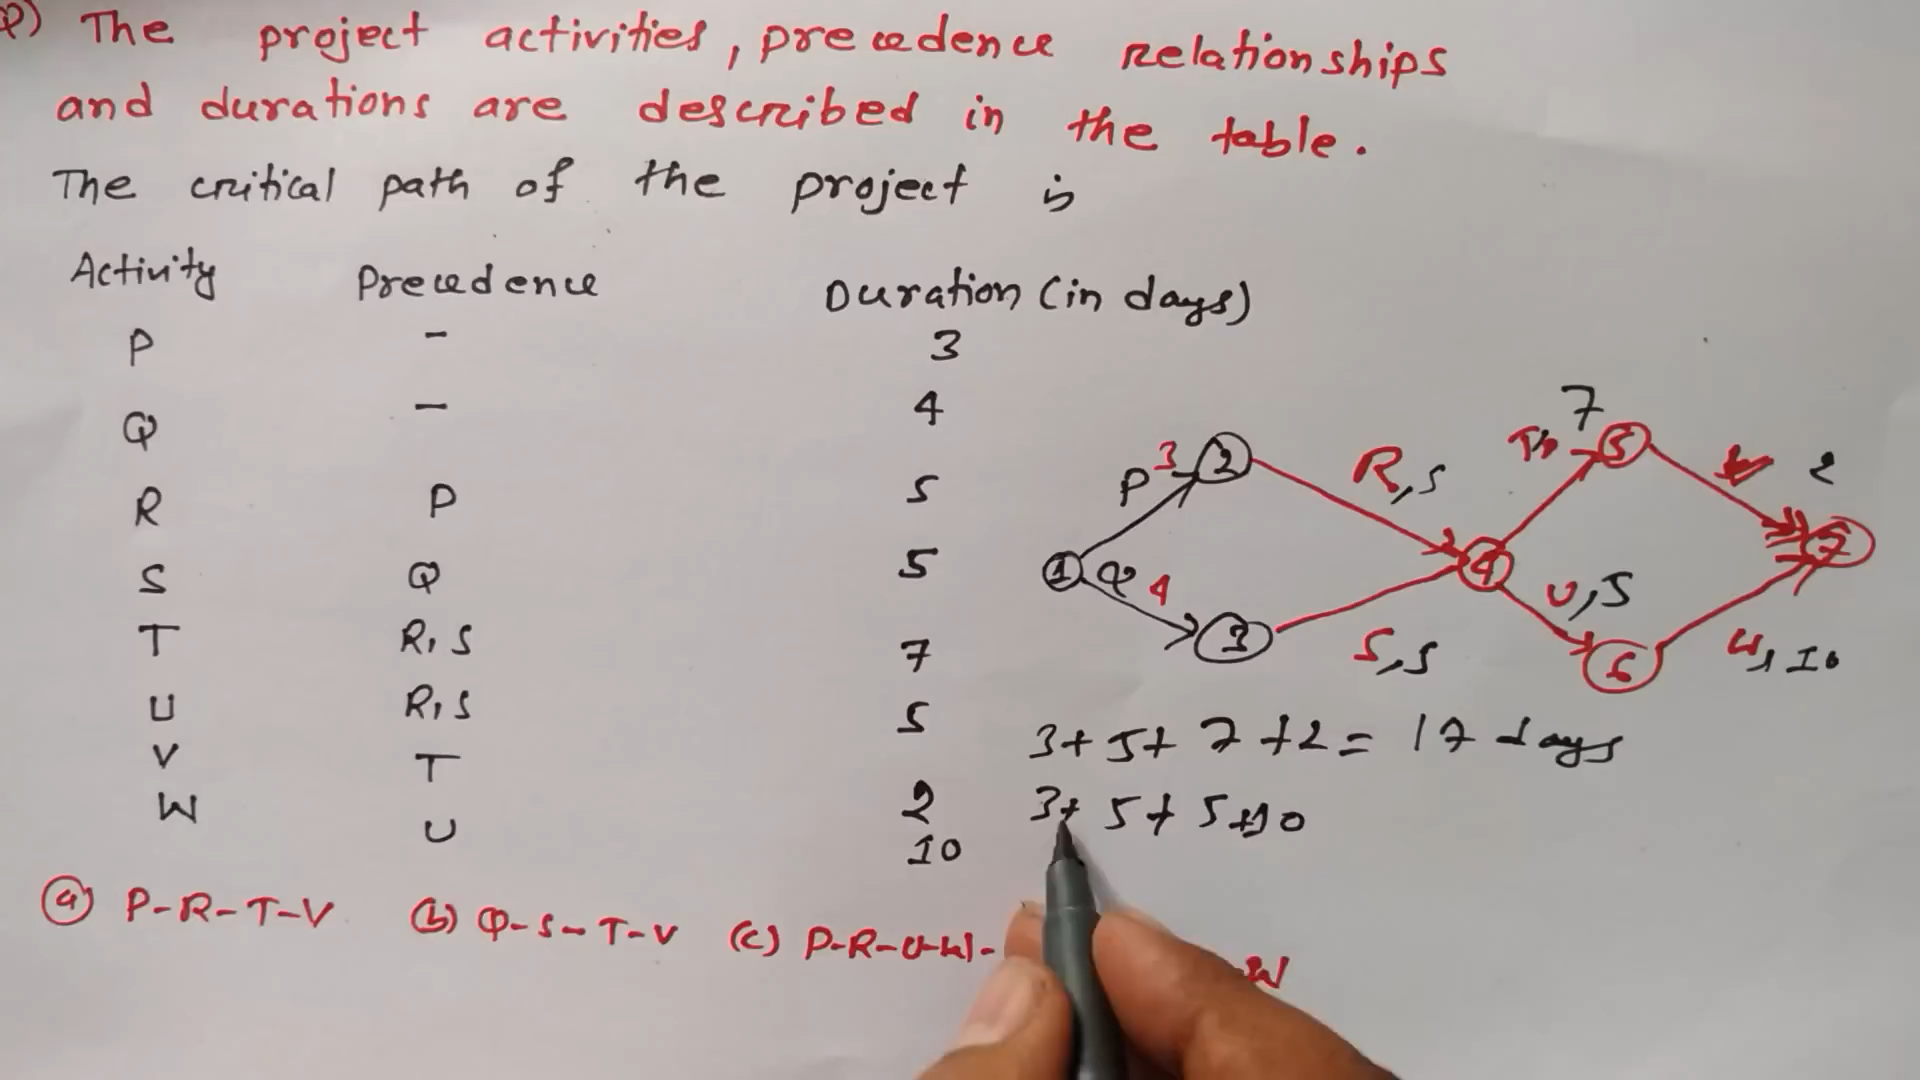 Q) The project activities, precedence relationships
and durations are described in the table.
The critical path of the project is
Activity Precedence Duration (in days)
P - 3
Q - 4
R P 5
S Q 5
T R, S 7
U R, S 5
V T 2
W U 10
(a) P-R-T-V (b) Q-S-T-V (c) P-R-U-W- W
1 P 3 2 R, 5 4 T, 7 5 2 7
Q 4 3 S, 5 U, 5 6 W, 10
3+ 5+ 7 +2 = 17 days
3+ 5+ 5+10